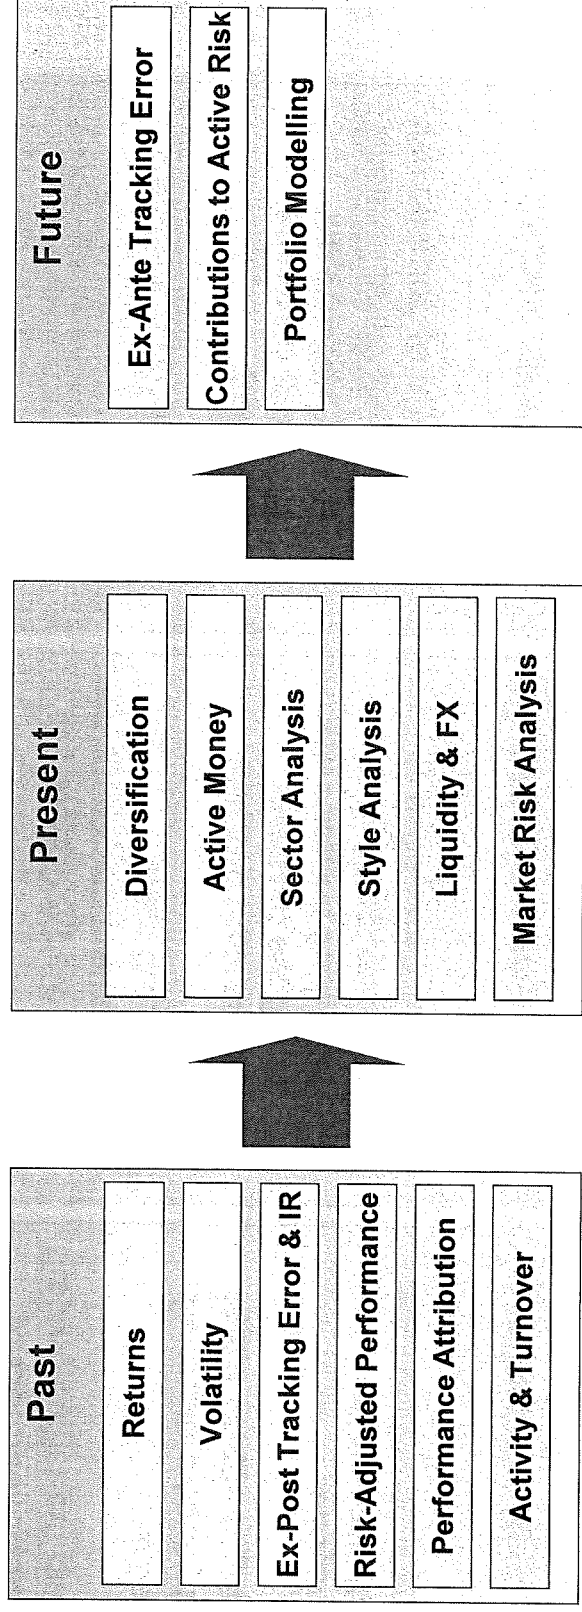 Past
Returns
Volatility
Ex-Post Tracking Error & IR
Risk-Adjusted Performance
Performance Attribution
Activity & Turnover
Present
Diversification
Active Money
Sector Analysis
Style Analysis
Liquidity & FX
Market Risk Analysis
Future
Ex-Ante Tracking Error
Contributions to Active Risk
Portfolio Modelling